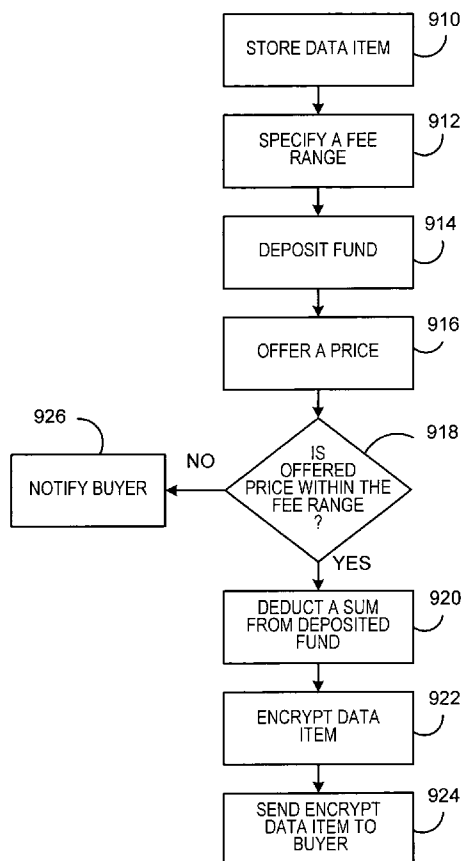 910
STORE DATA ITEM
912
SPECIFY A FEE
RANGE
914
DEPOSIT FUND
916
OFFER A PRICE
926
918
IS
OFFERED
PRICE WITHIN THE
FEE RANGE
?
NO
NOTIFY BUYER
YES
920
DEDUCT A SUM
FROM DEPOSITED
FUND
922
ENCRYPT DATA
ITEM
924
SEND ENCRYPT
DATA ITEM TO
BUYER